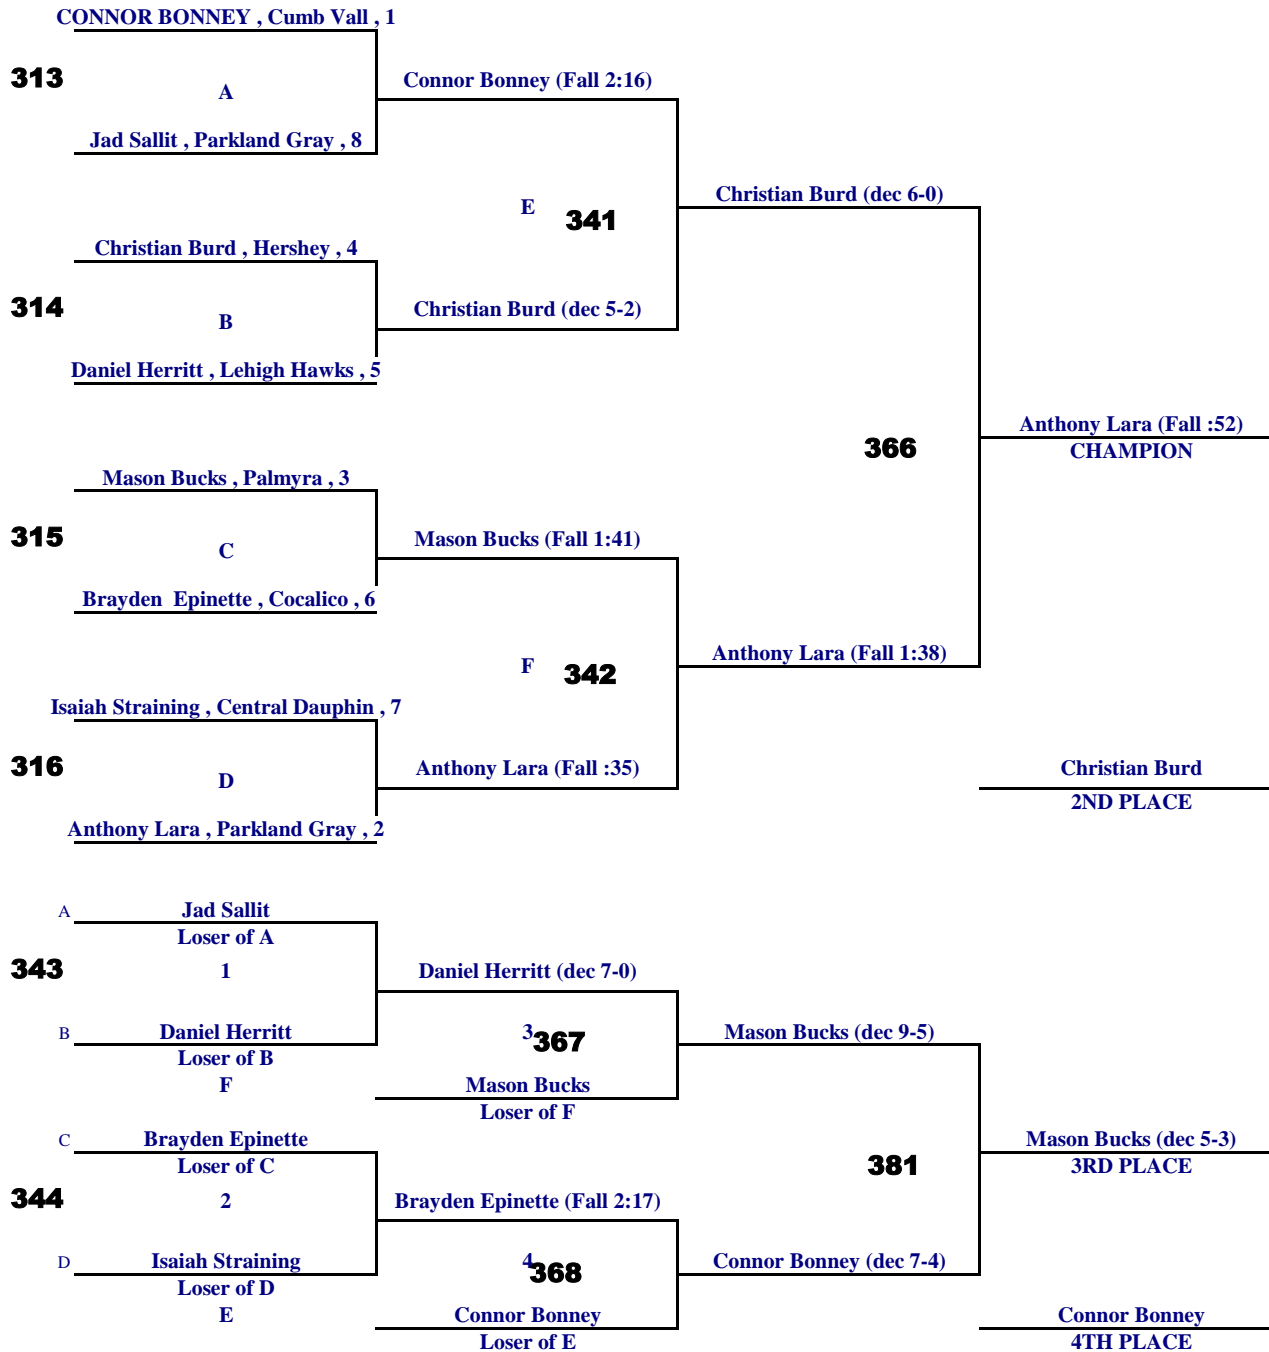 CONNOR BONNEY , Cumb Vall , 1
313
A
Connor Bonney (Fall 2:16)
Jad Sallit , Parkland Gray , 8
E
341
Christian Burd (dec 6-0)
Christian Burd , Hershey , 4
314
B
Christian Burd (dec 5-2)
Daniel Herritt , Lehigh Hawks , 5
366
Anthony Lara (Fall :52)
CHAMPION
Mason Bucks , Palmyra , 3
315
C
Mason Bucks (Fall 1:41)
Brayden  Epinette , Cocalico , 6
F
342
Anthony Lara (Fall 1:38)
Isaiah Straining , Central Dauphin , 7
316
D
Anthony Lara (Fall :35)
Christian Burd
2ND PLACE
Anthony Lara , Parkland Gray , 2
A
Jad Sallit
Loser of A
343
1
Daniel Herritt (dec 7-0)
B
Daniel Herritt
Loser of B
3
367
Mason Bucks (dec 9-5)
F
Mason Bucks
Loser of F
C
Brayden Epinette
Loser of C
381
Mason Bucks (dec 5-3)
3RD PLACE
344
2
Brayden Epinette (Fall 2:17)
D
Isaiah Straining
Loser of D
4
368
Connor Bonney (dec 7-4)
E
Connor Bonney
Loser of E
Connor Bonney
4TH PLACE